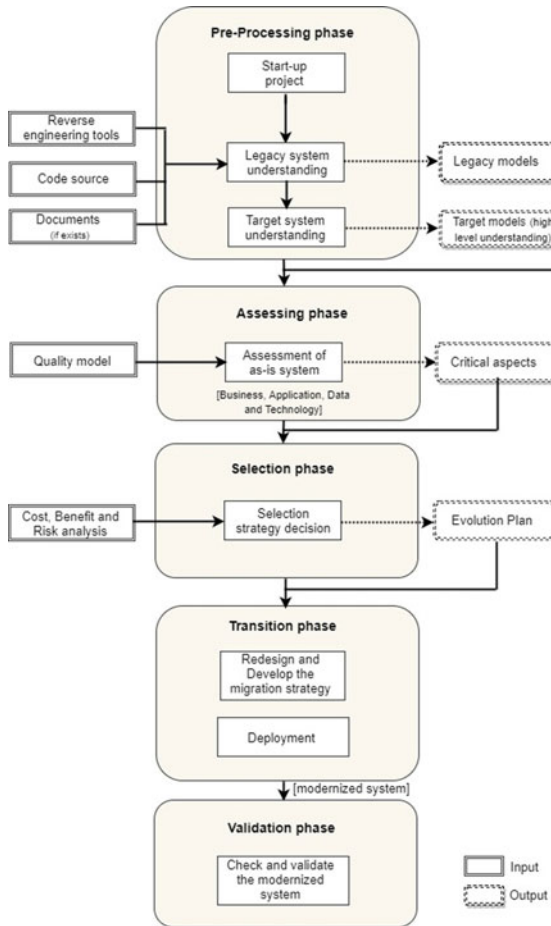 Pre-Processing phase
Start-up
project
Reverse
engineering tools
Code source
Documents
(if exists)
Legacy system
understanding
Legacy models
Target system
understanding
Target models (high
level understanding)
Assessing phase
Quality model
Assessment of
as-is system
Critical aspects
[Business, Application, Data
and Technology]
Selection phase
Cost, Benefit and
Risk analysis
Selection
strategy decision
Evolution Plan
Transition phase
Redesign and
Develop the
migration strategy
Deployment
[modernized system]
Validation phase
Check and validate
the modernized
system
Input
Output